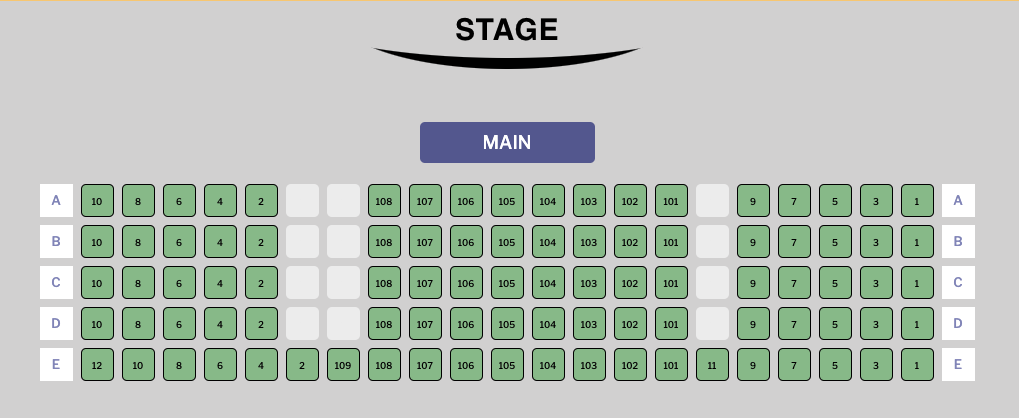 STAGE
MAIN
A 10 8 6 4 2 108 107 106 105 104 103 102 101 9 7 5 3 1 A
B 10 8 6 4 2 108 107 106 105 104 103 102 101 9 7 5 3 1 B
C 10 8 6 4 2 108 107 106 105 104 103 102 101 9 7 5 3 1 C
D 10 8 6 4 2 108 107 106 105 104 103 102 101 9 7 5 3 1 D
E 12 10 8 6 4 2 109 108 107 106 105 104 103 102 101 11 9 7 5 3 1 E